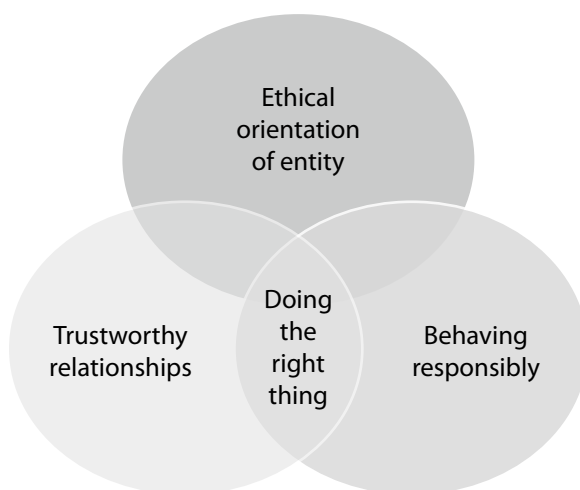 Ethical
orientation
of entity
Trustworthy
relationships
Doing
the
right
thing
Behaving
responsibly